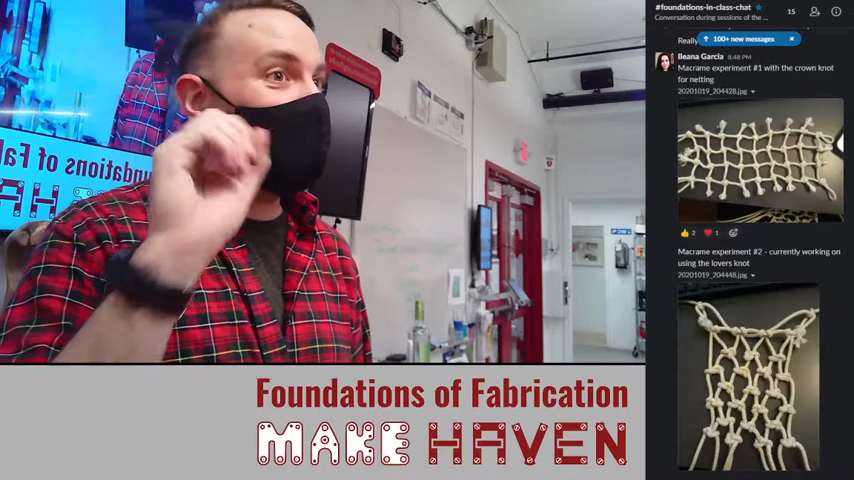 #foundations-in-class-chat
Conversation during sessions of the ...
15
Really
100+ new messages
Ileana Garcia 8:48 PM
Macrame experiment #1 with the crown knot
for netting
20201019_204428.jpg
2
1
Macrame experiment #2 - currently working on
using the lovers knot
20201019_204448.jpg
Foundations of Fabrication
MAKE HAVEN